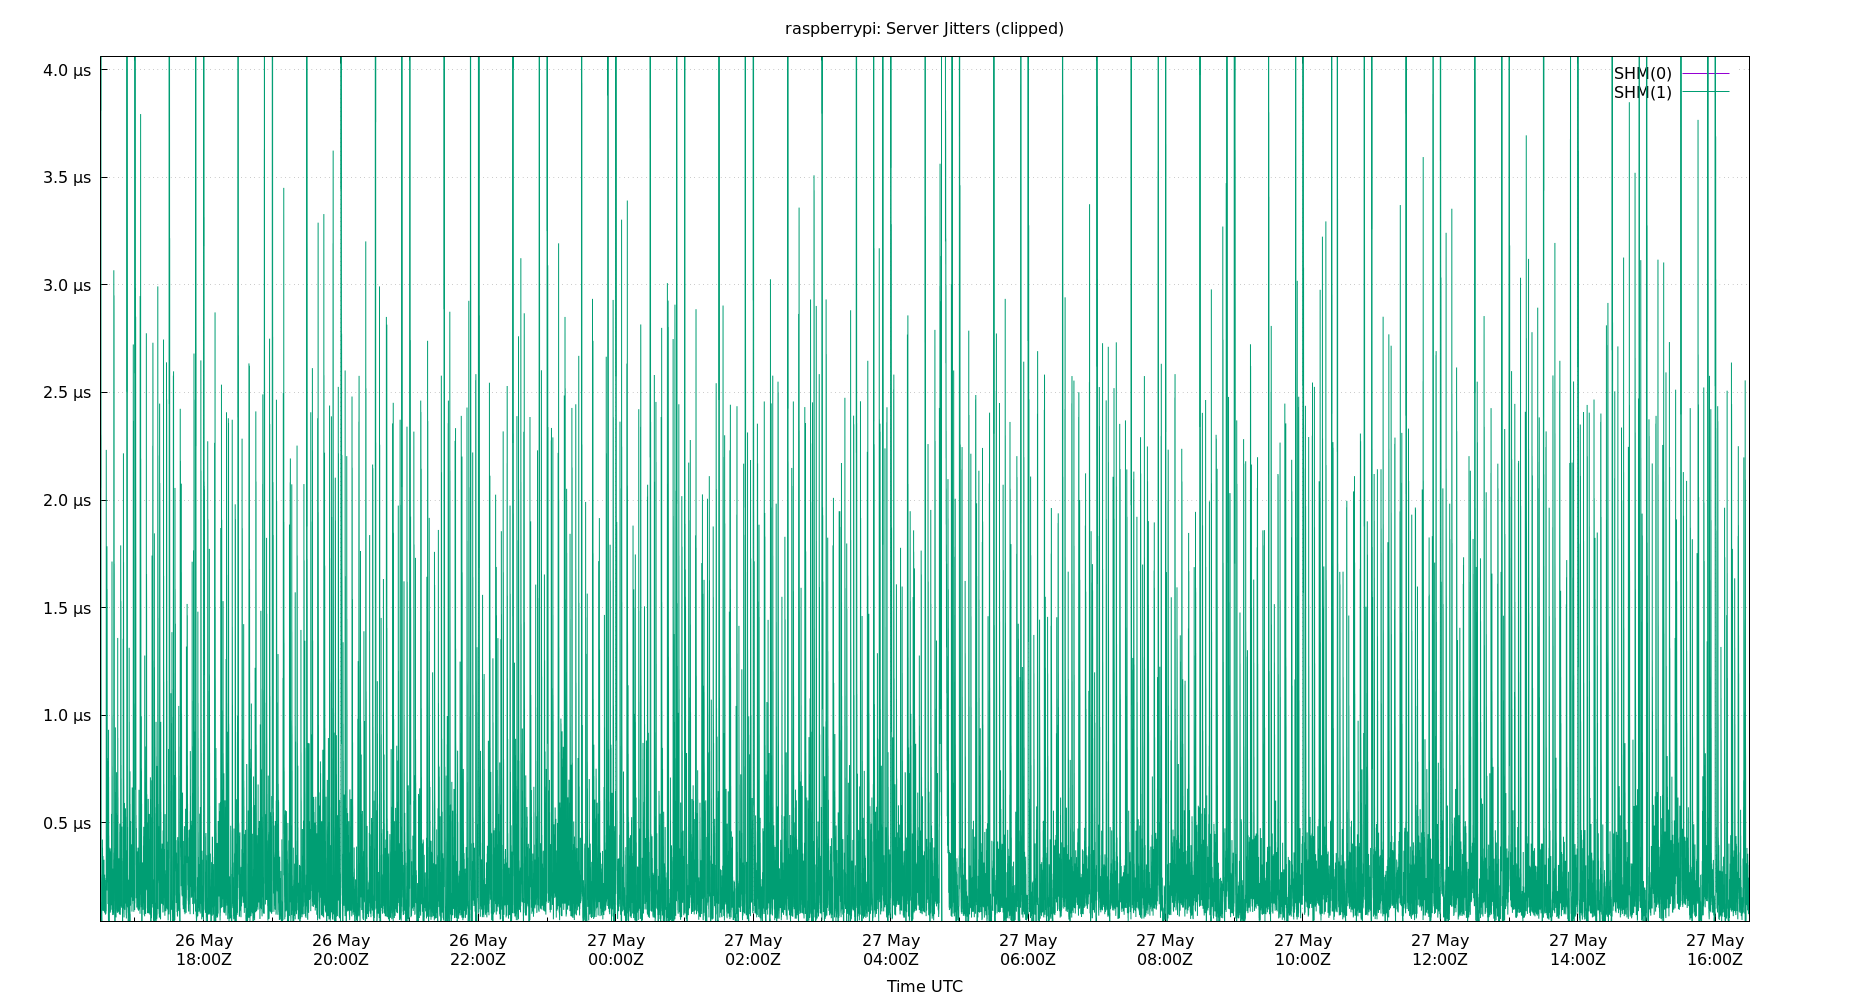 raspberrypi: Server Jitters (clipped)
SHM(0)
SHM(1)
4.0 µs
3.5 µs
3.0 µs
2.5 µs
2.0 µs
1.5 µs
1.0 µs
0.5 µs
26 May 26 May 26 May 27 May 27 May 27 May 27 May 27 May 27 May 27 May 27 May 27 May
18:00Z 20:00Z 22:00Z 00:00Z 02:00Z 04:00Z 06:00Z 08:00Z 10:00Z 12:00Z 14:00Z 16:00Z
Time UTC